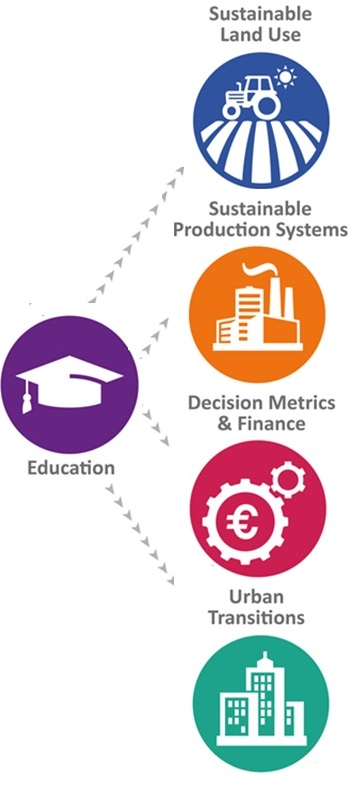 Sustainable
Land Use
Sustainable
Production Systems
Decision Metrics
& Finance
€
Education
Urban
Transitions